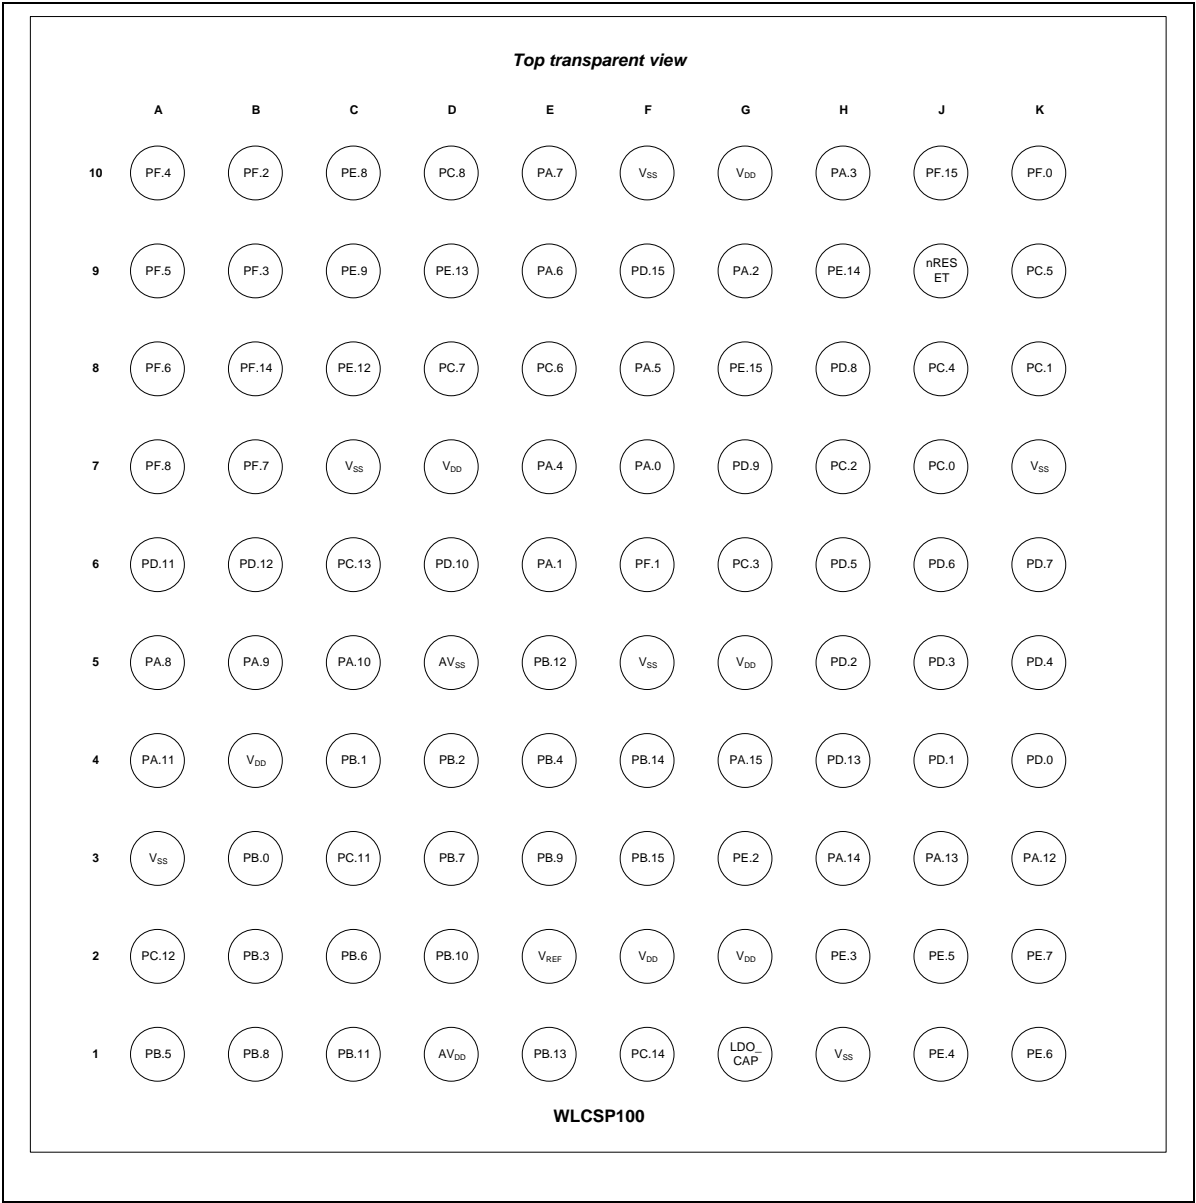 Top transparent view
A B C D E F G H J K
10 PF.4 PF.2 PE.8 PC.8 PA.7 VSS VDD PA.3 PF.15 PF.0
9 PF.5 PF.3 PE.9 PE.13 PA.6 PD.15 PA.2 PE.14 nRES ET PC.5
8 PF.6 PF.14 PE.12 PC.7 PC.6 PA.5 PE.15 PD.8 PC.4 PC.1
7 PF.8 PF.7 VSS VDD PA.4 PA.0 PD.9 PC.2 PC.0 VSS
6 PD.11 PD.12 PC.13 PD.10 PA.1 PF.1 PC.3 PD.5 PD.6 PD.7
5 PA.8 PA.9 PA.10 AVSS PB.12 VSS VDD PD.2 PD.3 PD.4
4 PA.11 VDD PB.1 PB.2 PB.4 PB.14 PA.15 PD.13 PD.1 PD.0
3 VSS PB.0 PC.11 PB.7 PB.9 PB.15 PE.2 PA.14 PA.13 PA.12
2 PC.12 PB.3 PB.6 PB.10 VREF VDD VDD PE.3 PE.5 PE.7
1 PB.5 PB.8 PB.11 AVDD PB.13 PC.14 LDO_ CAP VSS PE.4 PE.6
WLCSP100